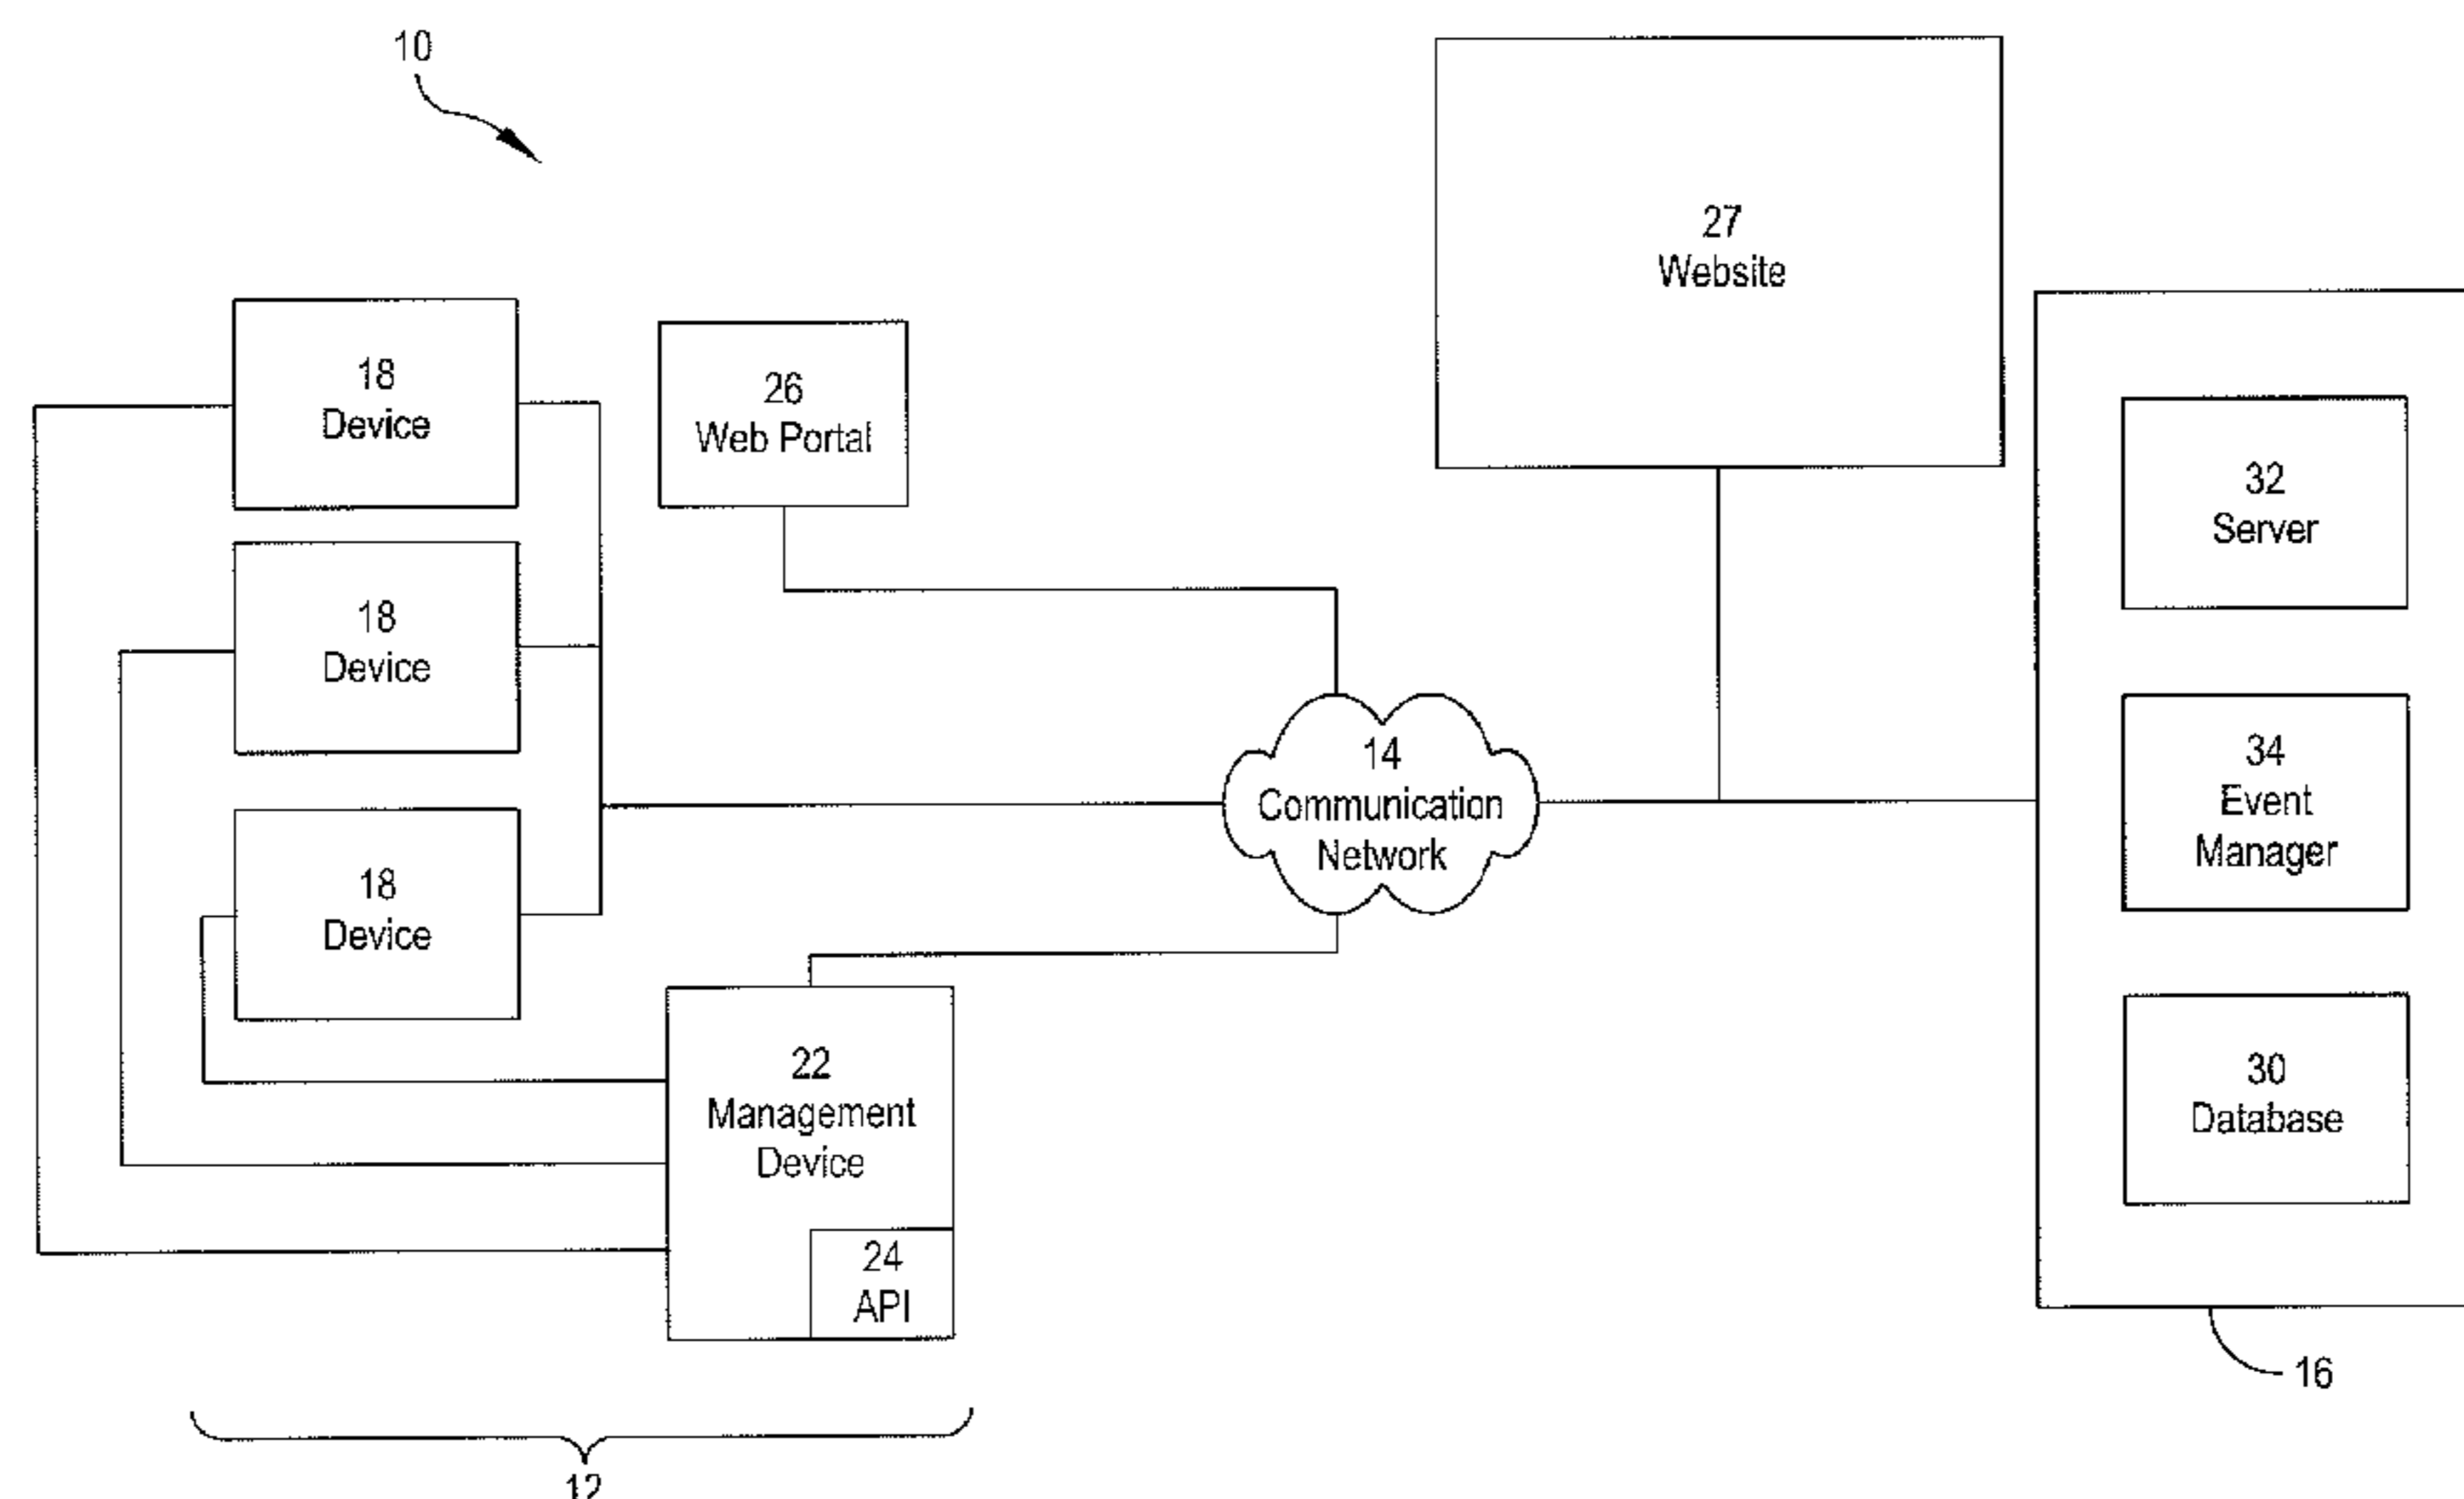 10
27
Website
18
Device
26
Web Portal
32
Server
18
Device
14
Communication
Network
34
Event
Manager
18
Device
22
Management
Device
30
Database
24
API
16
12